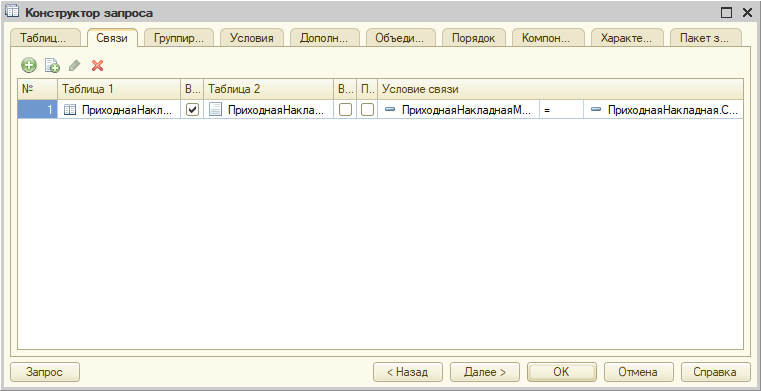 Конструктор запроса
Таблиц... Связи Группир... Условия Дополн... Объеди... Порядок Компон... Характе... Пакет з...
№ Таблица 1 В... Таблица 2 В... П... Условие связи
1 ПриходнаяНакл... ПриходнаяНакла... ПриходнаяНакладнаяМ... = ПриходнаяНакладная.С...
Запрос < Назад Далее > OK Отмена Справка